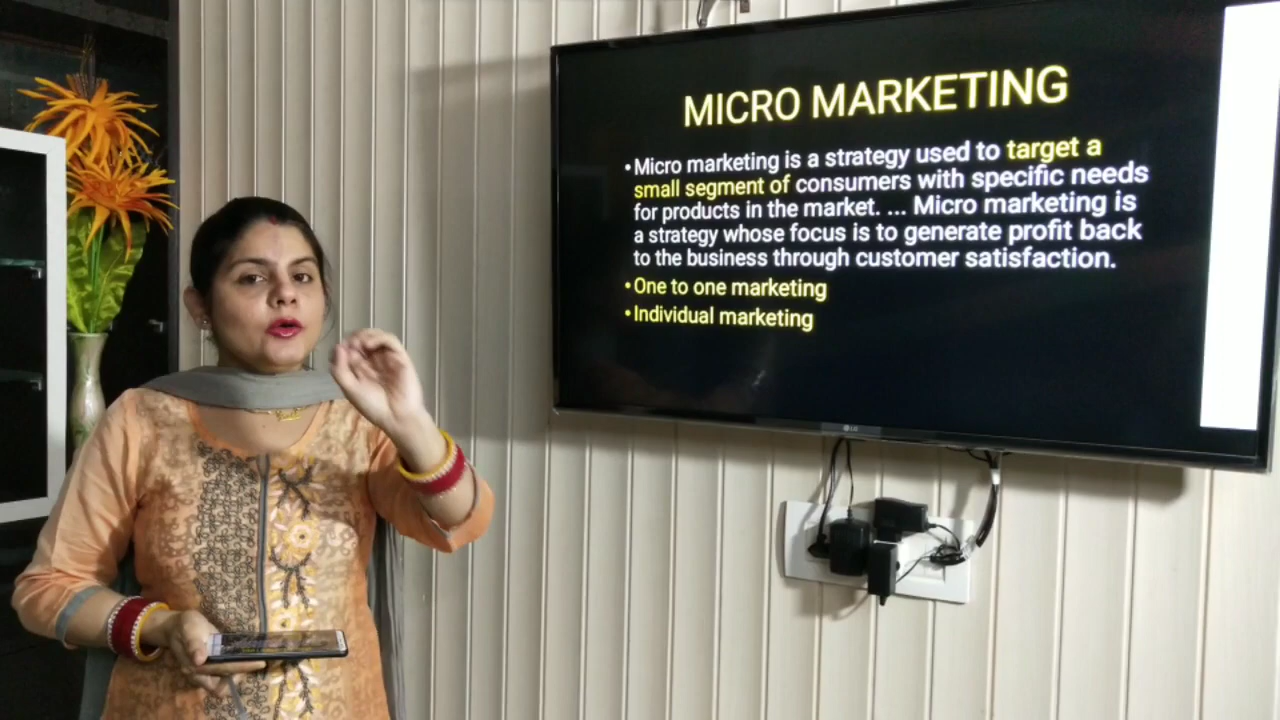 MICRO MARKETING
• Micro marketing is a strategy used to target a
small segment of consumers with specific needs
for products in the market. ... Micro marketing is
a strategy whose focus is to generate profit back
to the business through customer satisfaction.
• One to one marketing
• Individual marketing
LG